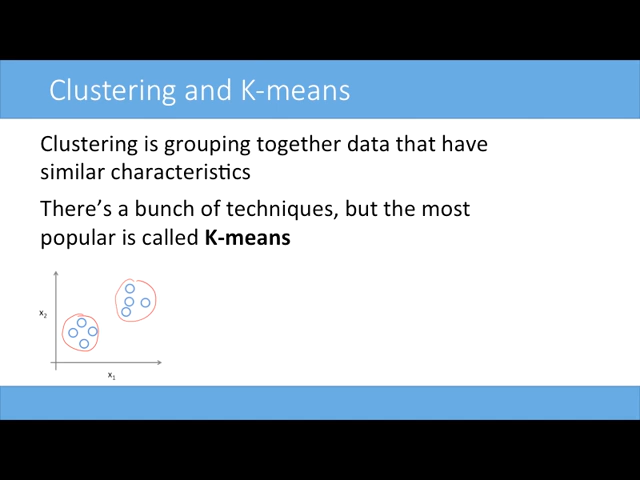 Clustering and K-means
Clustering is grouping together data that have
similar characteristics
There's a bunch of techniques, but the most
popular is called K-means
x₂
x₁